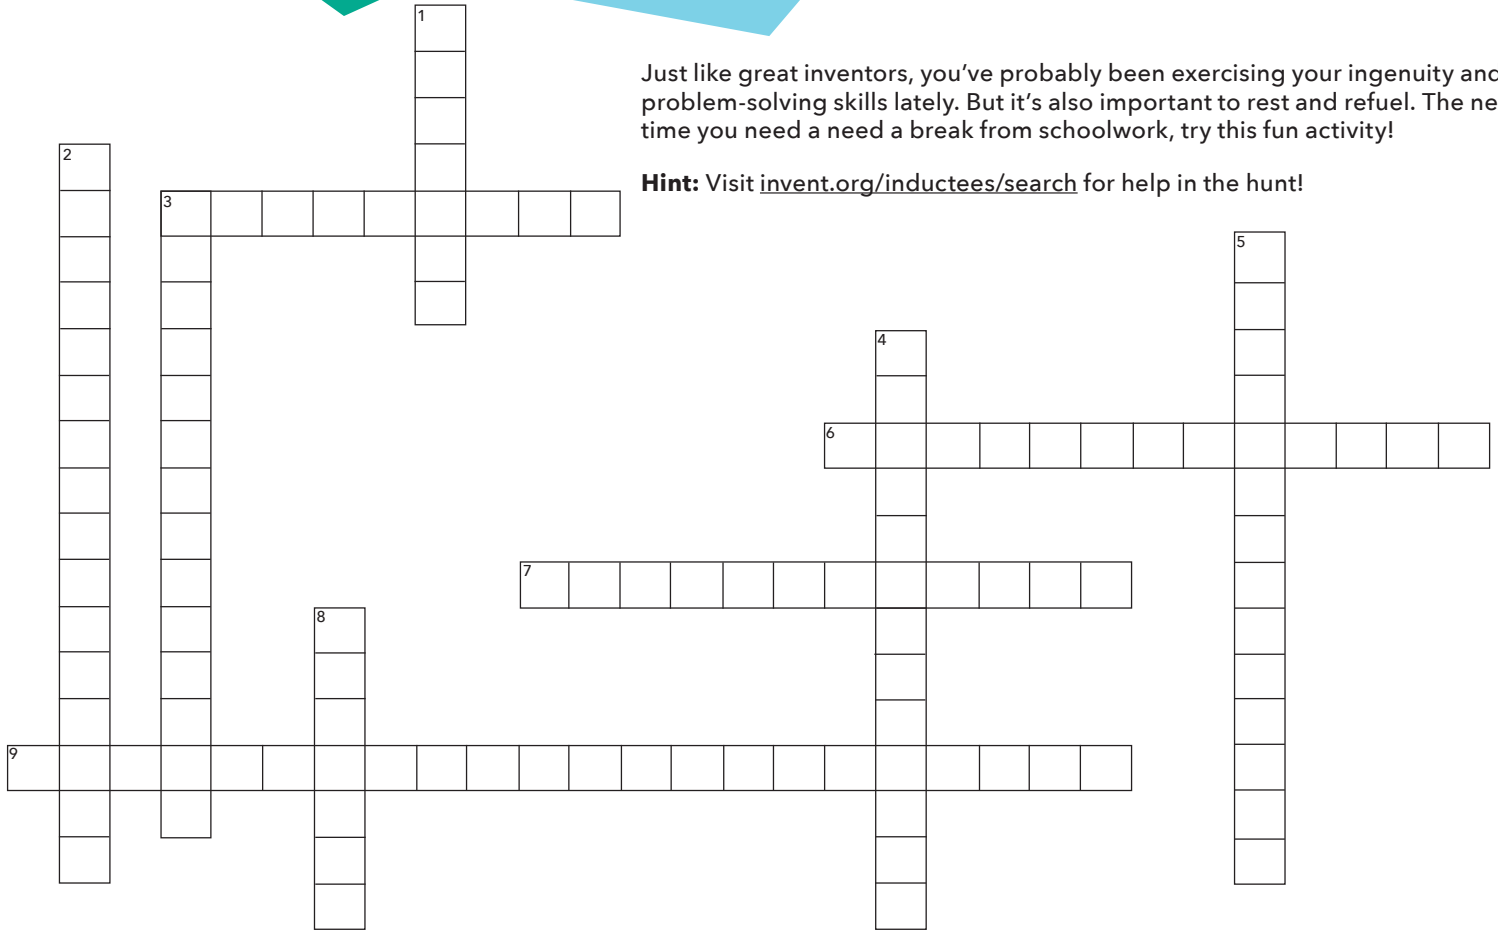 1
Just like great inventors, you've probably been exercising your ingenuity and
problem-solving skills lately. But it's also important to rest and refuel. The
time you need a need a break from schoolwork, try this fun activity!
2
Hint: Visit invent.org/inductees/search for help in the hunt!
3
5
4
6
7
8
9